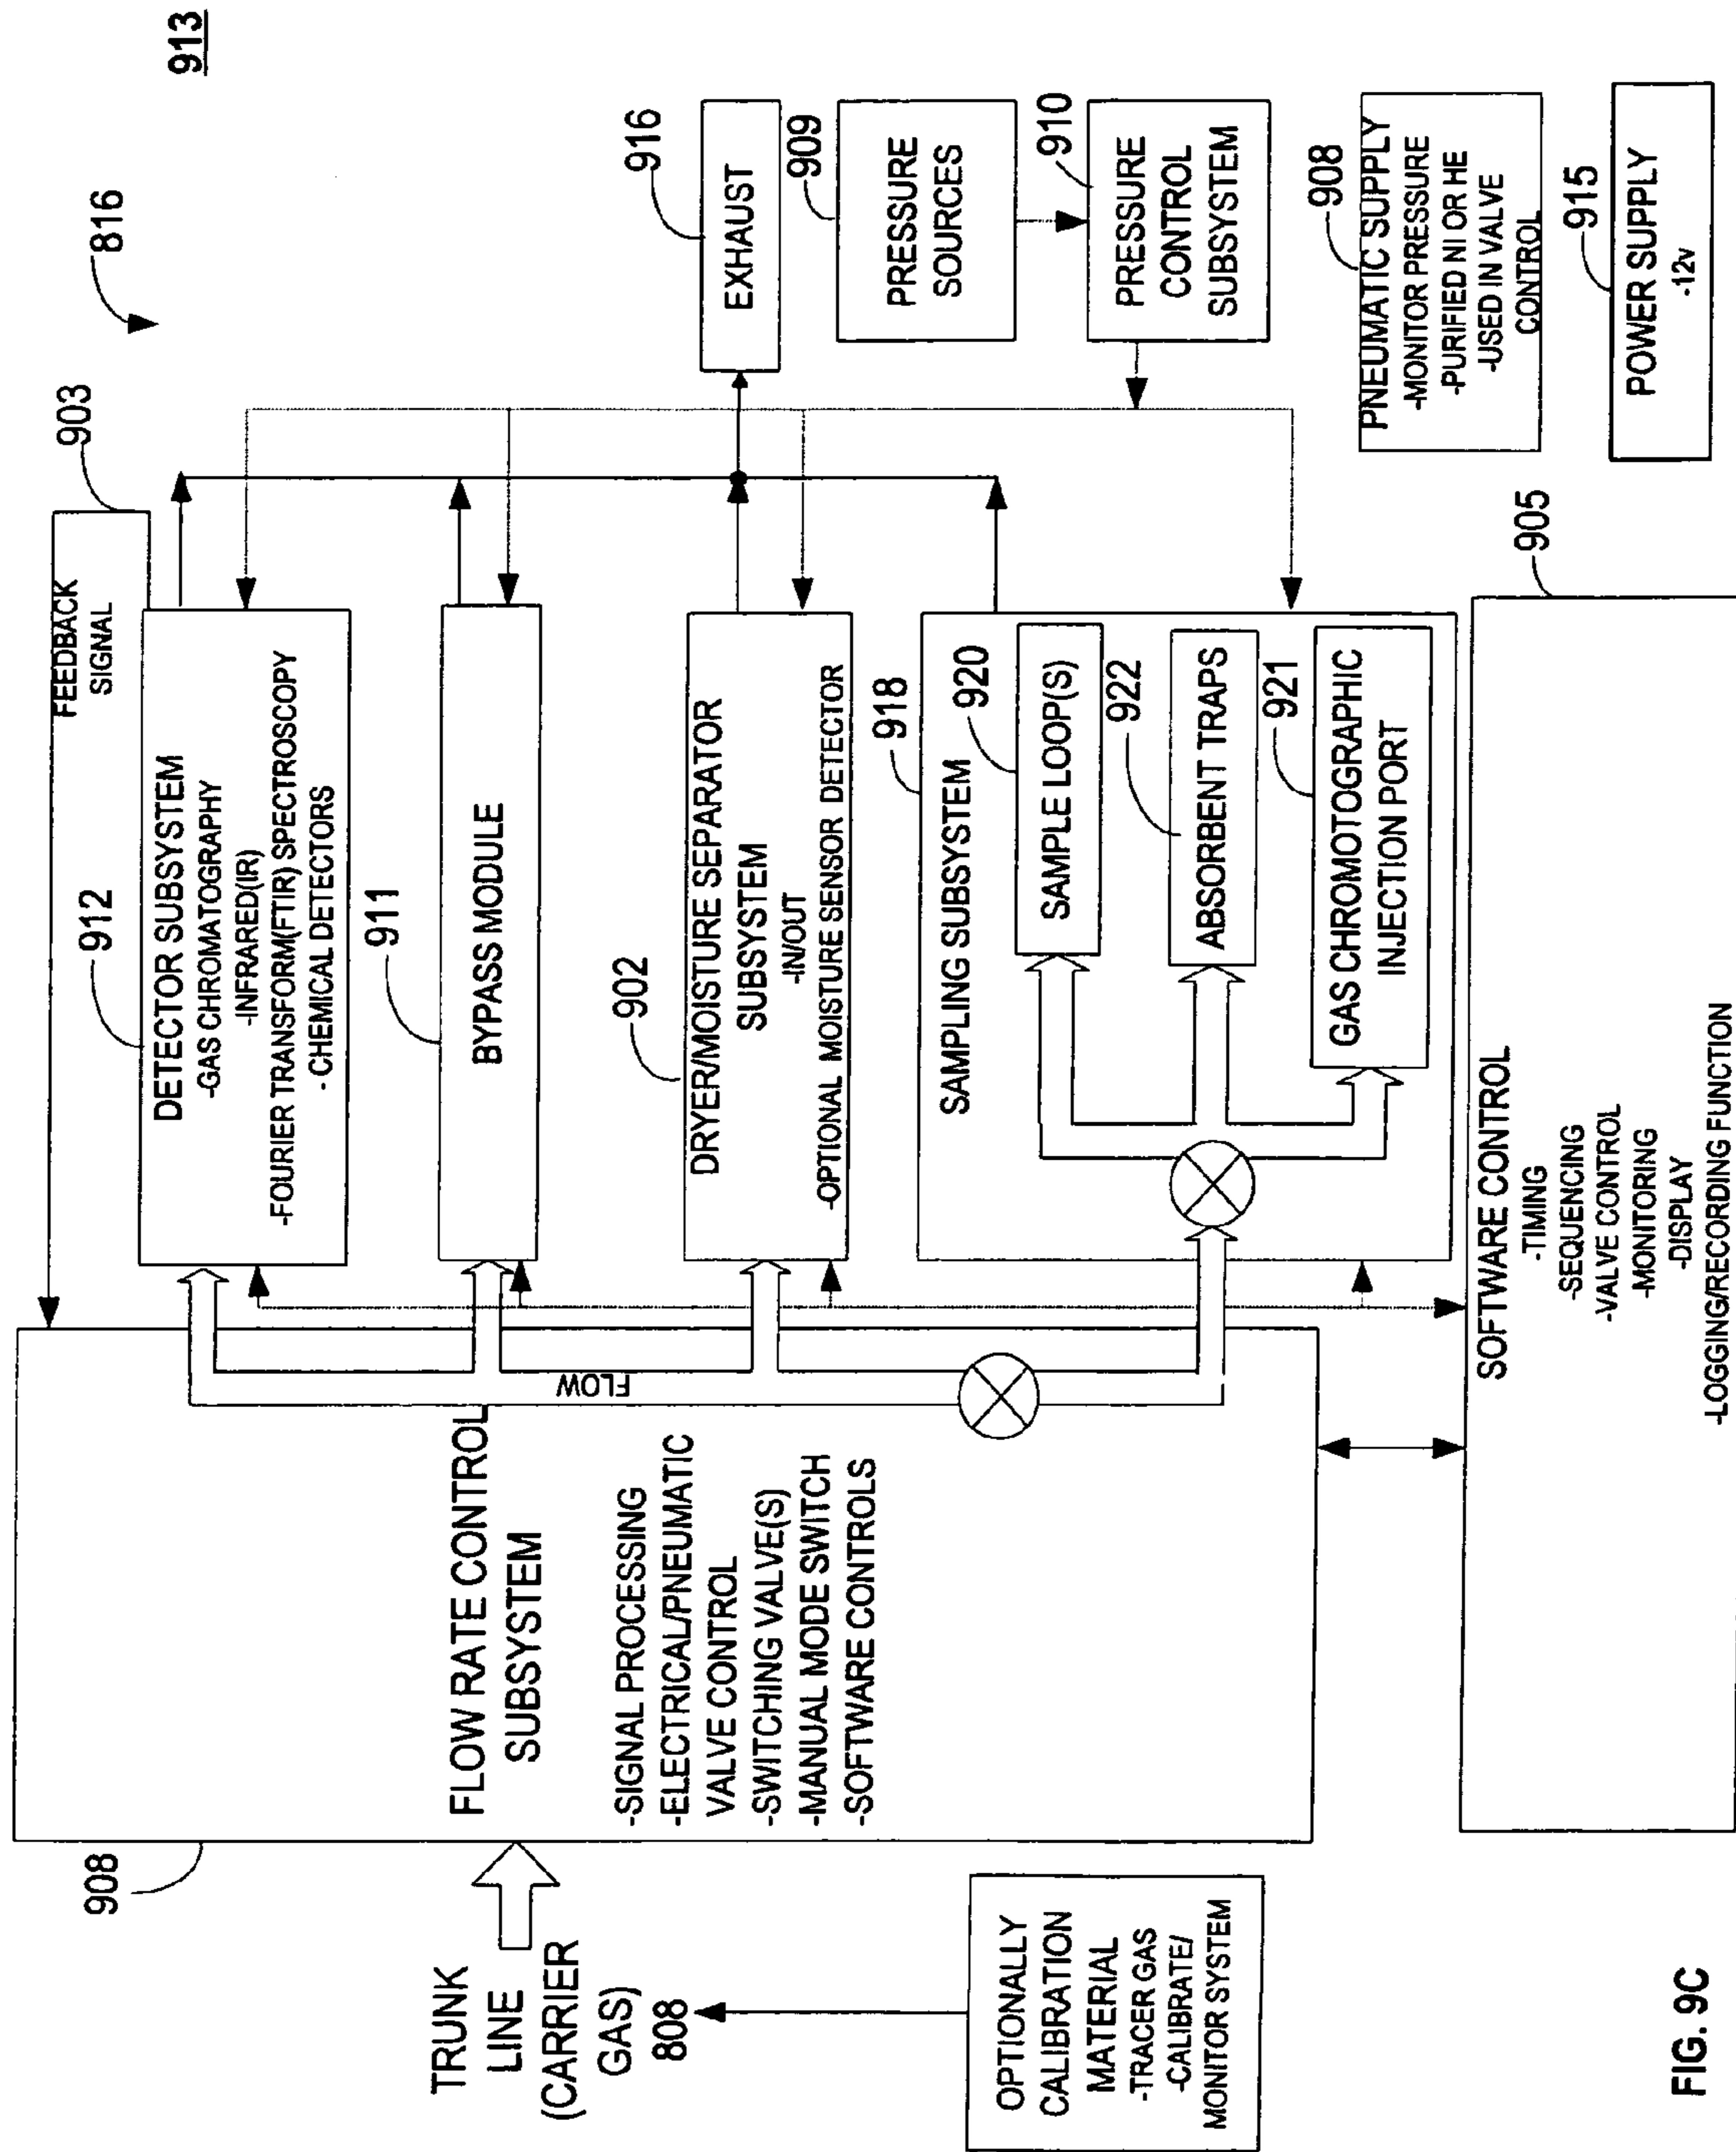 913
816
903
FEEDBACK
SIGNAL
912
DETECTOR SUBSYSTEM
-GAS CHROMATOGRAPHY
-INFRARED(IR)
-FOURIER TRANSFORM(FTIR) SPECTROSCOPY
- CHEMICAL DETECTORS
911
BYPASS MODULE
902
DRYER/MOISTURE SEPARATOR
SUBSYSTEM
-IN/OUT
-OPTIONAL MOISTURE SENSOR DETECTOR
918
SAMPLING SUBSYSTEM
920
SAMPLE LOOP(S)
922
ABSORBENT TRAPS
921
GAS CHROMOTOGRAPHIC
INJECTION PORT
916
EXHAUST
909
PRESSURE
SOURCES
910
PRESSURE
CONTROL
SUBSYSTEM
908
PNEUMATIC SUPPLY
-MONITOR PRESSURE
-PURIFIED NI OR HE
-USED IN VALVE
CONTROL
915
POWER SUPPLY
-12v
908
FLOW RATE CONTROL
SUBSYSTEM
-SIGNAL PROCESSING
-ELECTRICAL/PNEUMATIC
VALVE CONTROL
-SWITCHING VALVE(S)
-MANUAL MODE SWITCH
-SOFTWARE CONTROLS
FLOW
TRUNK
LINE
(CARRIER
GAS)
808
OPTIONALLY
CALIBRATION
MATERIAL
-TRACER GAS
-CALIBRATE/
MONITOR SYSTEM
905
SOFTWARE CONTROL
-TIMING
-SEQUENCING
-VALVE CONTROL
-MONITORING
-DISPLAY
-LOGGING/RECORDING FUNCTION
FIG. 9C